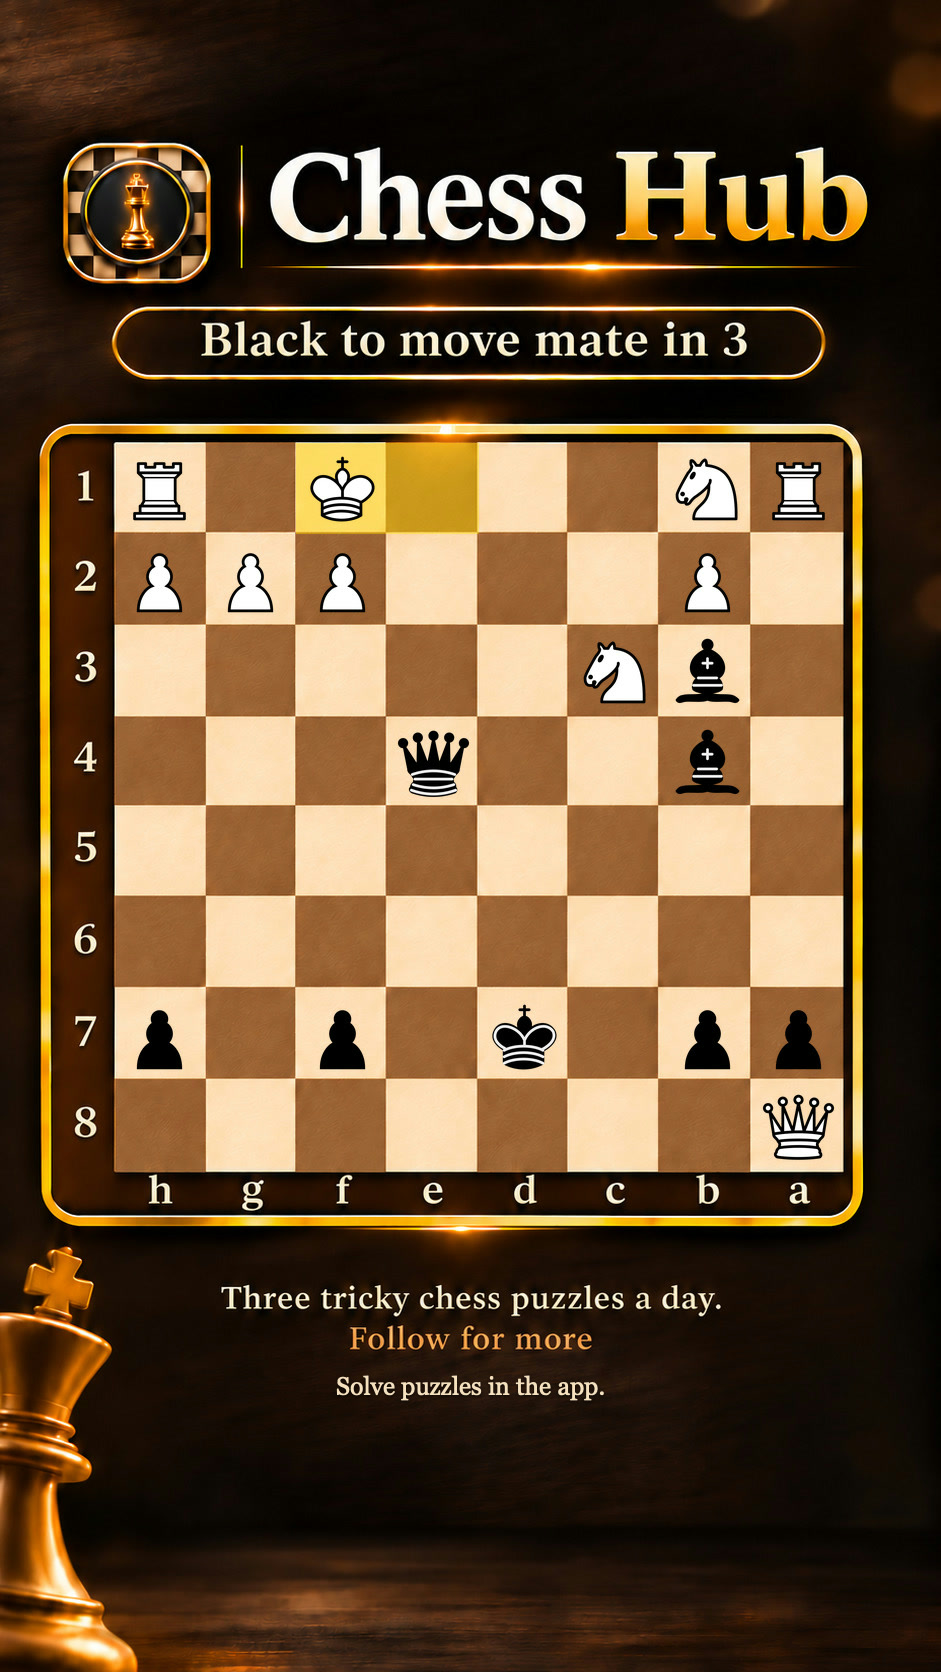 Chess Hub
Black to move mate in 3
1
2
3
4
5
6
7
8
h g f e d c b a
Three tricky chess puzzles a day.
Follow for more
Solve puzzles in the app.